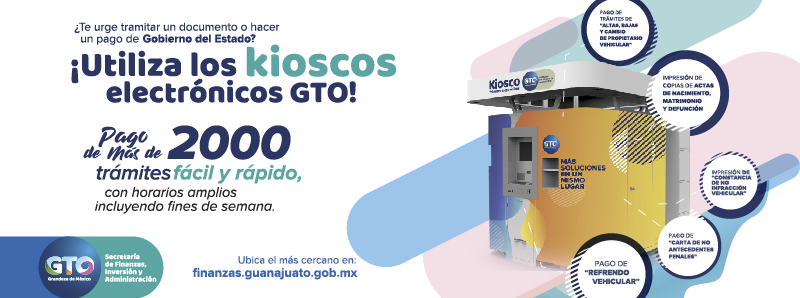 ¿Te urge tramitar un documento o hacer
un pago de Gobierno del Estado?
¡Utiliza los kioscos
electrónicos GTO!
Pago
de más de 2000
trámites fácil y rápido,
con horarios amplios
incluyendo fines de semana.
Ubica el más cercano en:
finanzas.guanajuato.gob.mx
GTO
Grandeza de México
Secretaría
de Finanzas,
Inversión y
Administración
Kiosco
GTO
GTO
MÁS
SOLUCIONES
EN UN
MISMO
LUGAR
PAGO DE
TRÁMITES DE
"ALTAS, BAJAS
Y CAMBIO
DE PROPIETARIO
VEHICULAR"
IMPRESIÓN DE
COPIAS DE ACTAS
DE NACIMIENTO,
MATRIMONIO
Y DEFUNCIÓN
IMPRESIÓN DE
"CONSTANCIA
DE NO
INFRACCIÓN
VEHICULAR"
PAGO DE
"CARTA DE NO
ANTECEDENTES
PENALES"
PAGO DE
"REFRENDO
VEHICULAR"